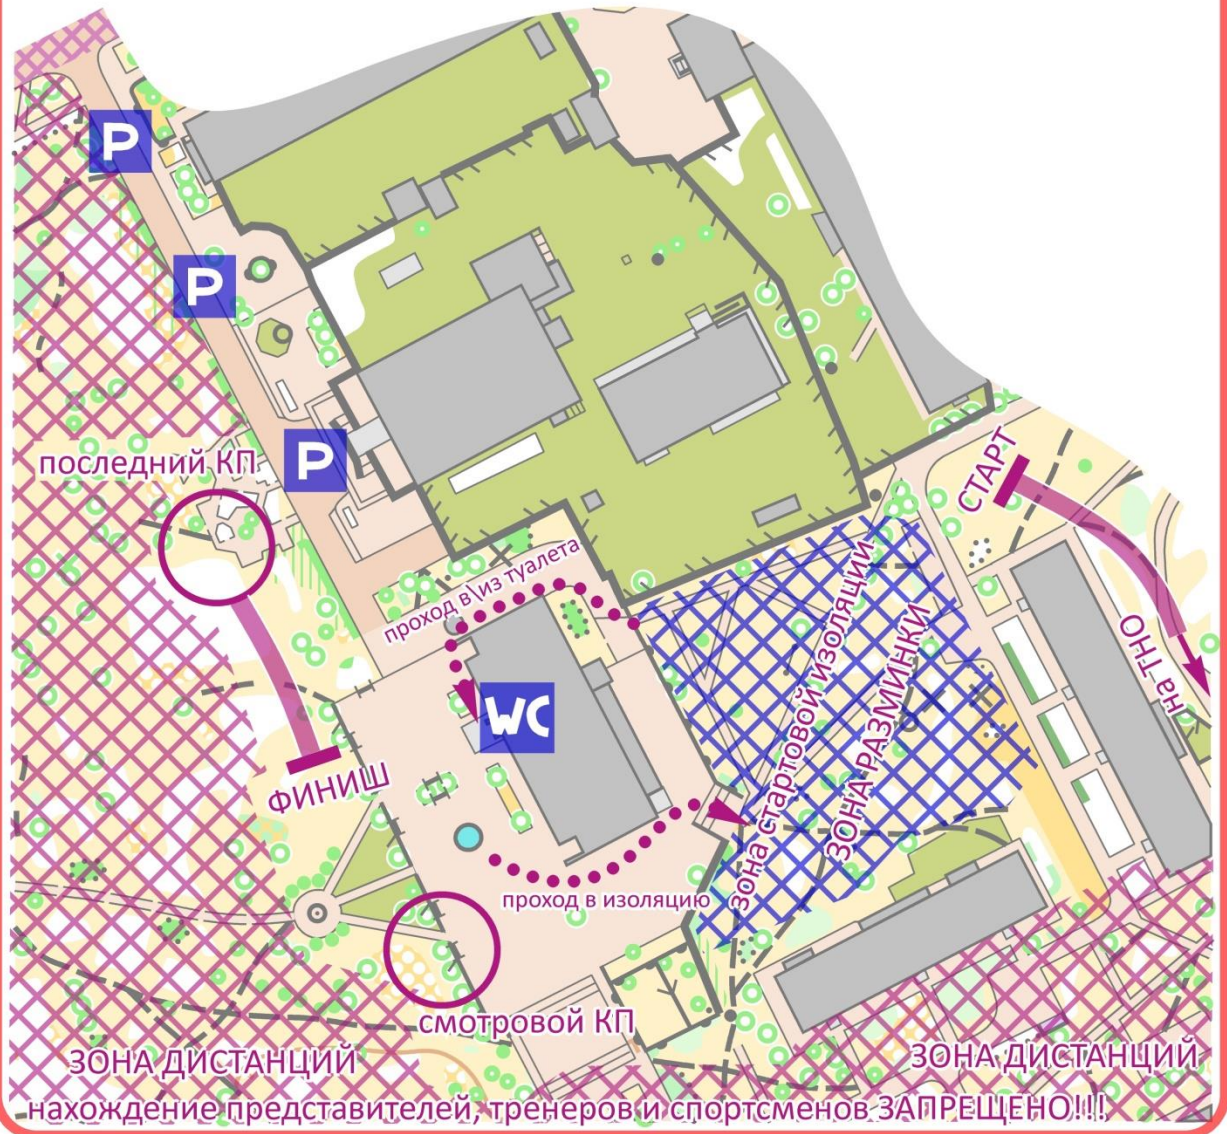 P
P
СТАРТ
последний КП
P
проход в\из туалета
на ТНО
WC
зона стартовой изоляции
ЗОНА РАЗМИНКИ
ФИНИШ
проход в изоляцию
смотровой КП
ЗОНА ДИСТАНЦИЙ
ЗОНА ДИСТАНЦИЙ
нахождение представителей, тренеров и спортсменов ЗАПРЕЩЕНО!!!